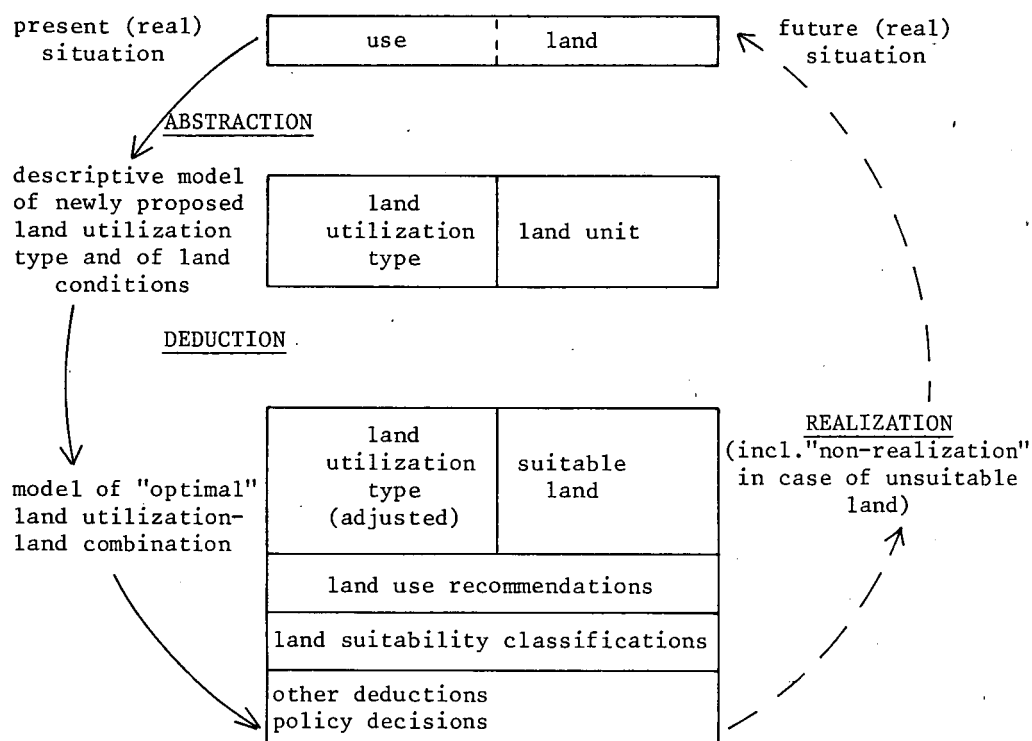 present (real)
situation
use
land
future (real)
situation
ABSTRACTION
descriptive model
of newly proposed
land utilization
type and of land
conditions
land
utilization
type
land unit
DEDUCTION
model of "optimal"
land utilization-
land combination
land
utilization
type
(adjusted)
suitable
land
REALIZATION
(incl."non-realization"
in case of unsuitable
land)
land use recommendations
land suitability classifications
other deductions
policy decisions